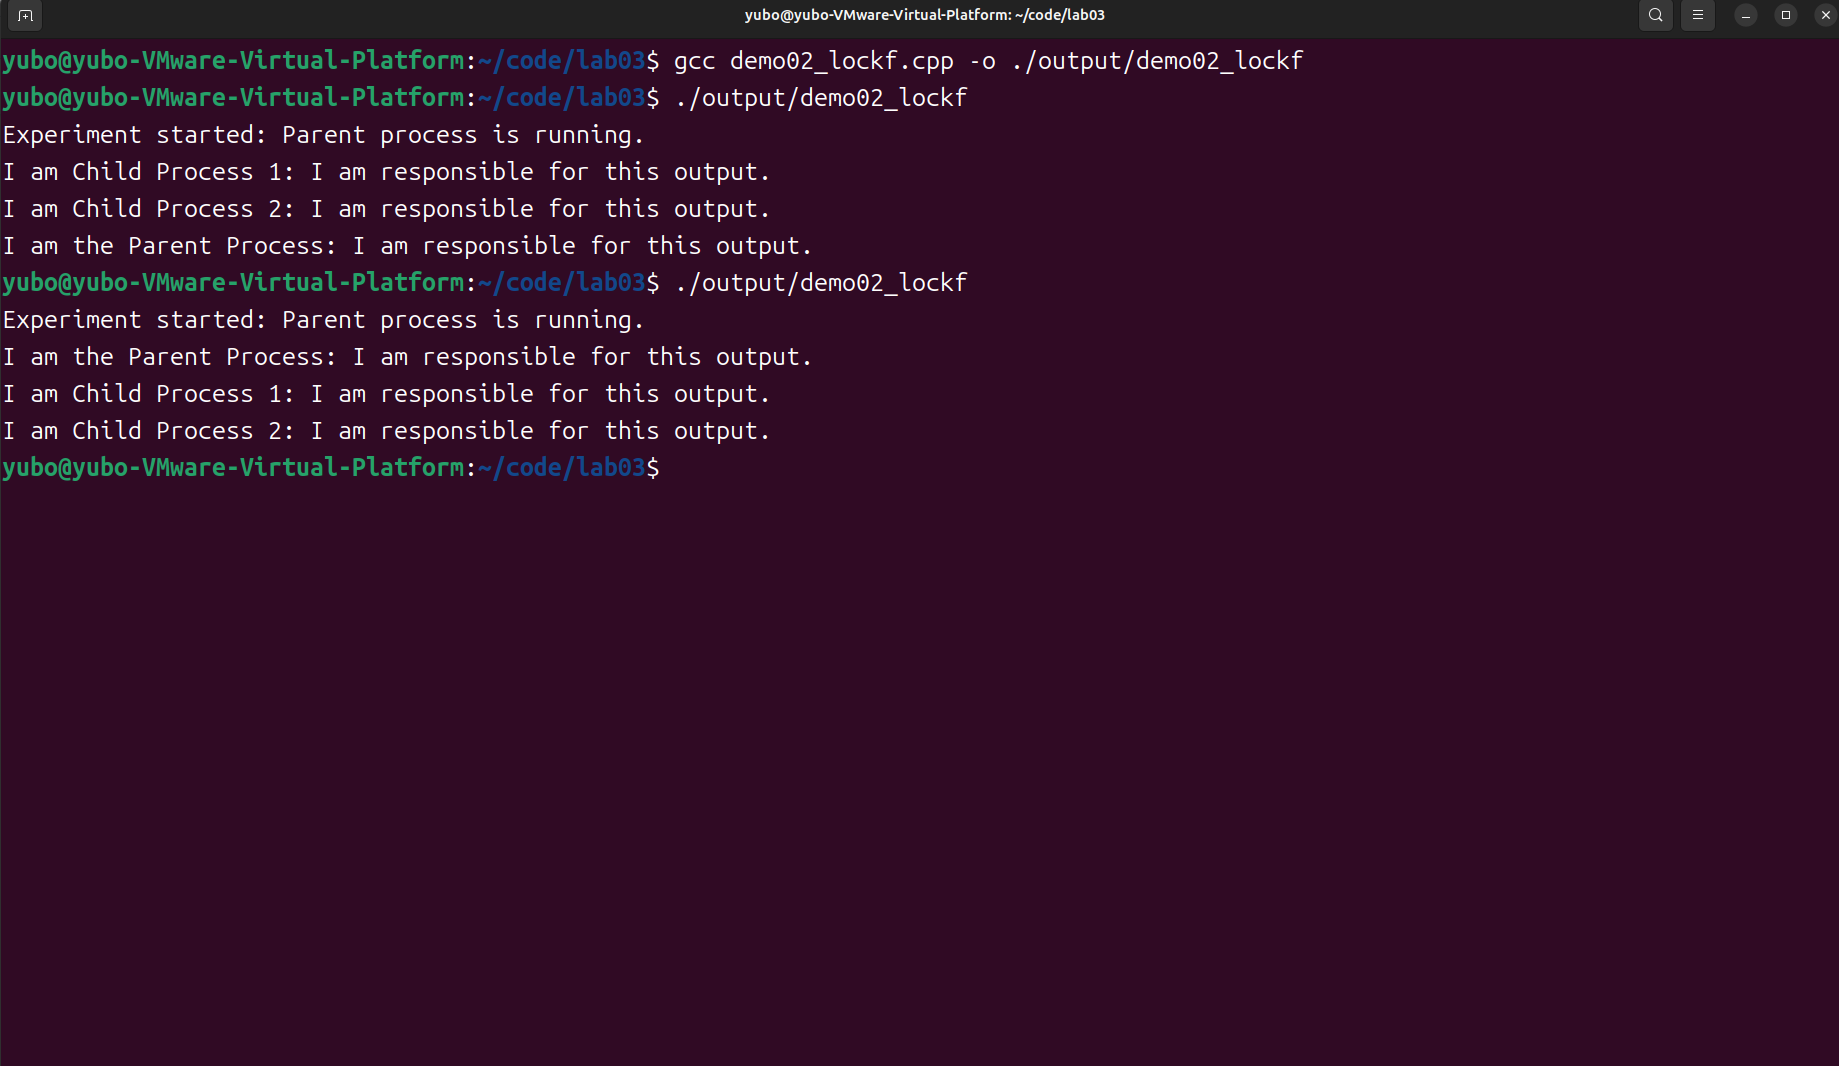 yubo@yubo-VMware-Virtual-Platform: ~/code/lab03
yubo@yubo-VMware-Virtual-Platform:~/code/lab03$ gcc demo02_lockf.cpp -o ./output/demo02_lockf
yubo@yubo-VMware-Virtual-Platform:~/code/lab03$ ./output/demo02_lockf
Experiment started: Parent process is running.
I am Child Process 1: I am responsible for this output.
I am Child Process 2: I am responsible for this output.
I am the Parent Process: I am responsible for this output.
yubo@yubo-VMware-Virtual-Platform:~/code/lab03$ ./output/demo02_lockf
Experiment started: Parent process is running.
I am the Parent Process: I am responsible for this output.
I am Child Process 1: I am responsible for this output.
I am Child Process 2: I am responsible for this output.
yubo@yubo-VMware-Virtual-Platform:~/code/lab03$